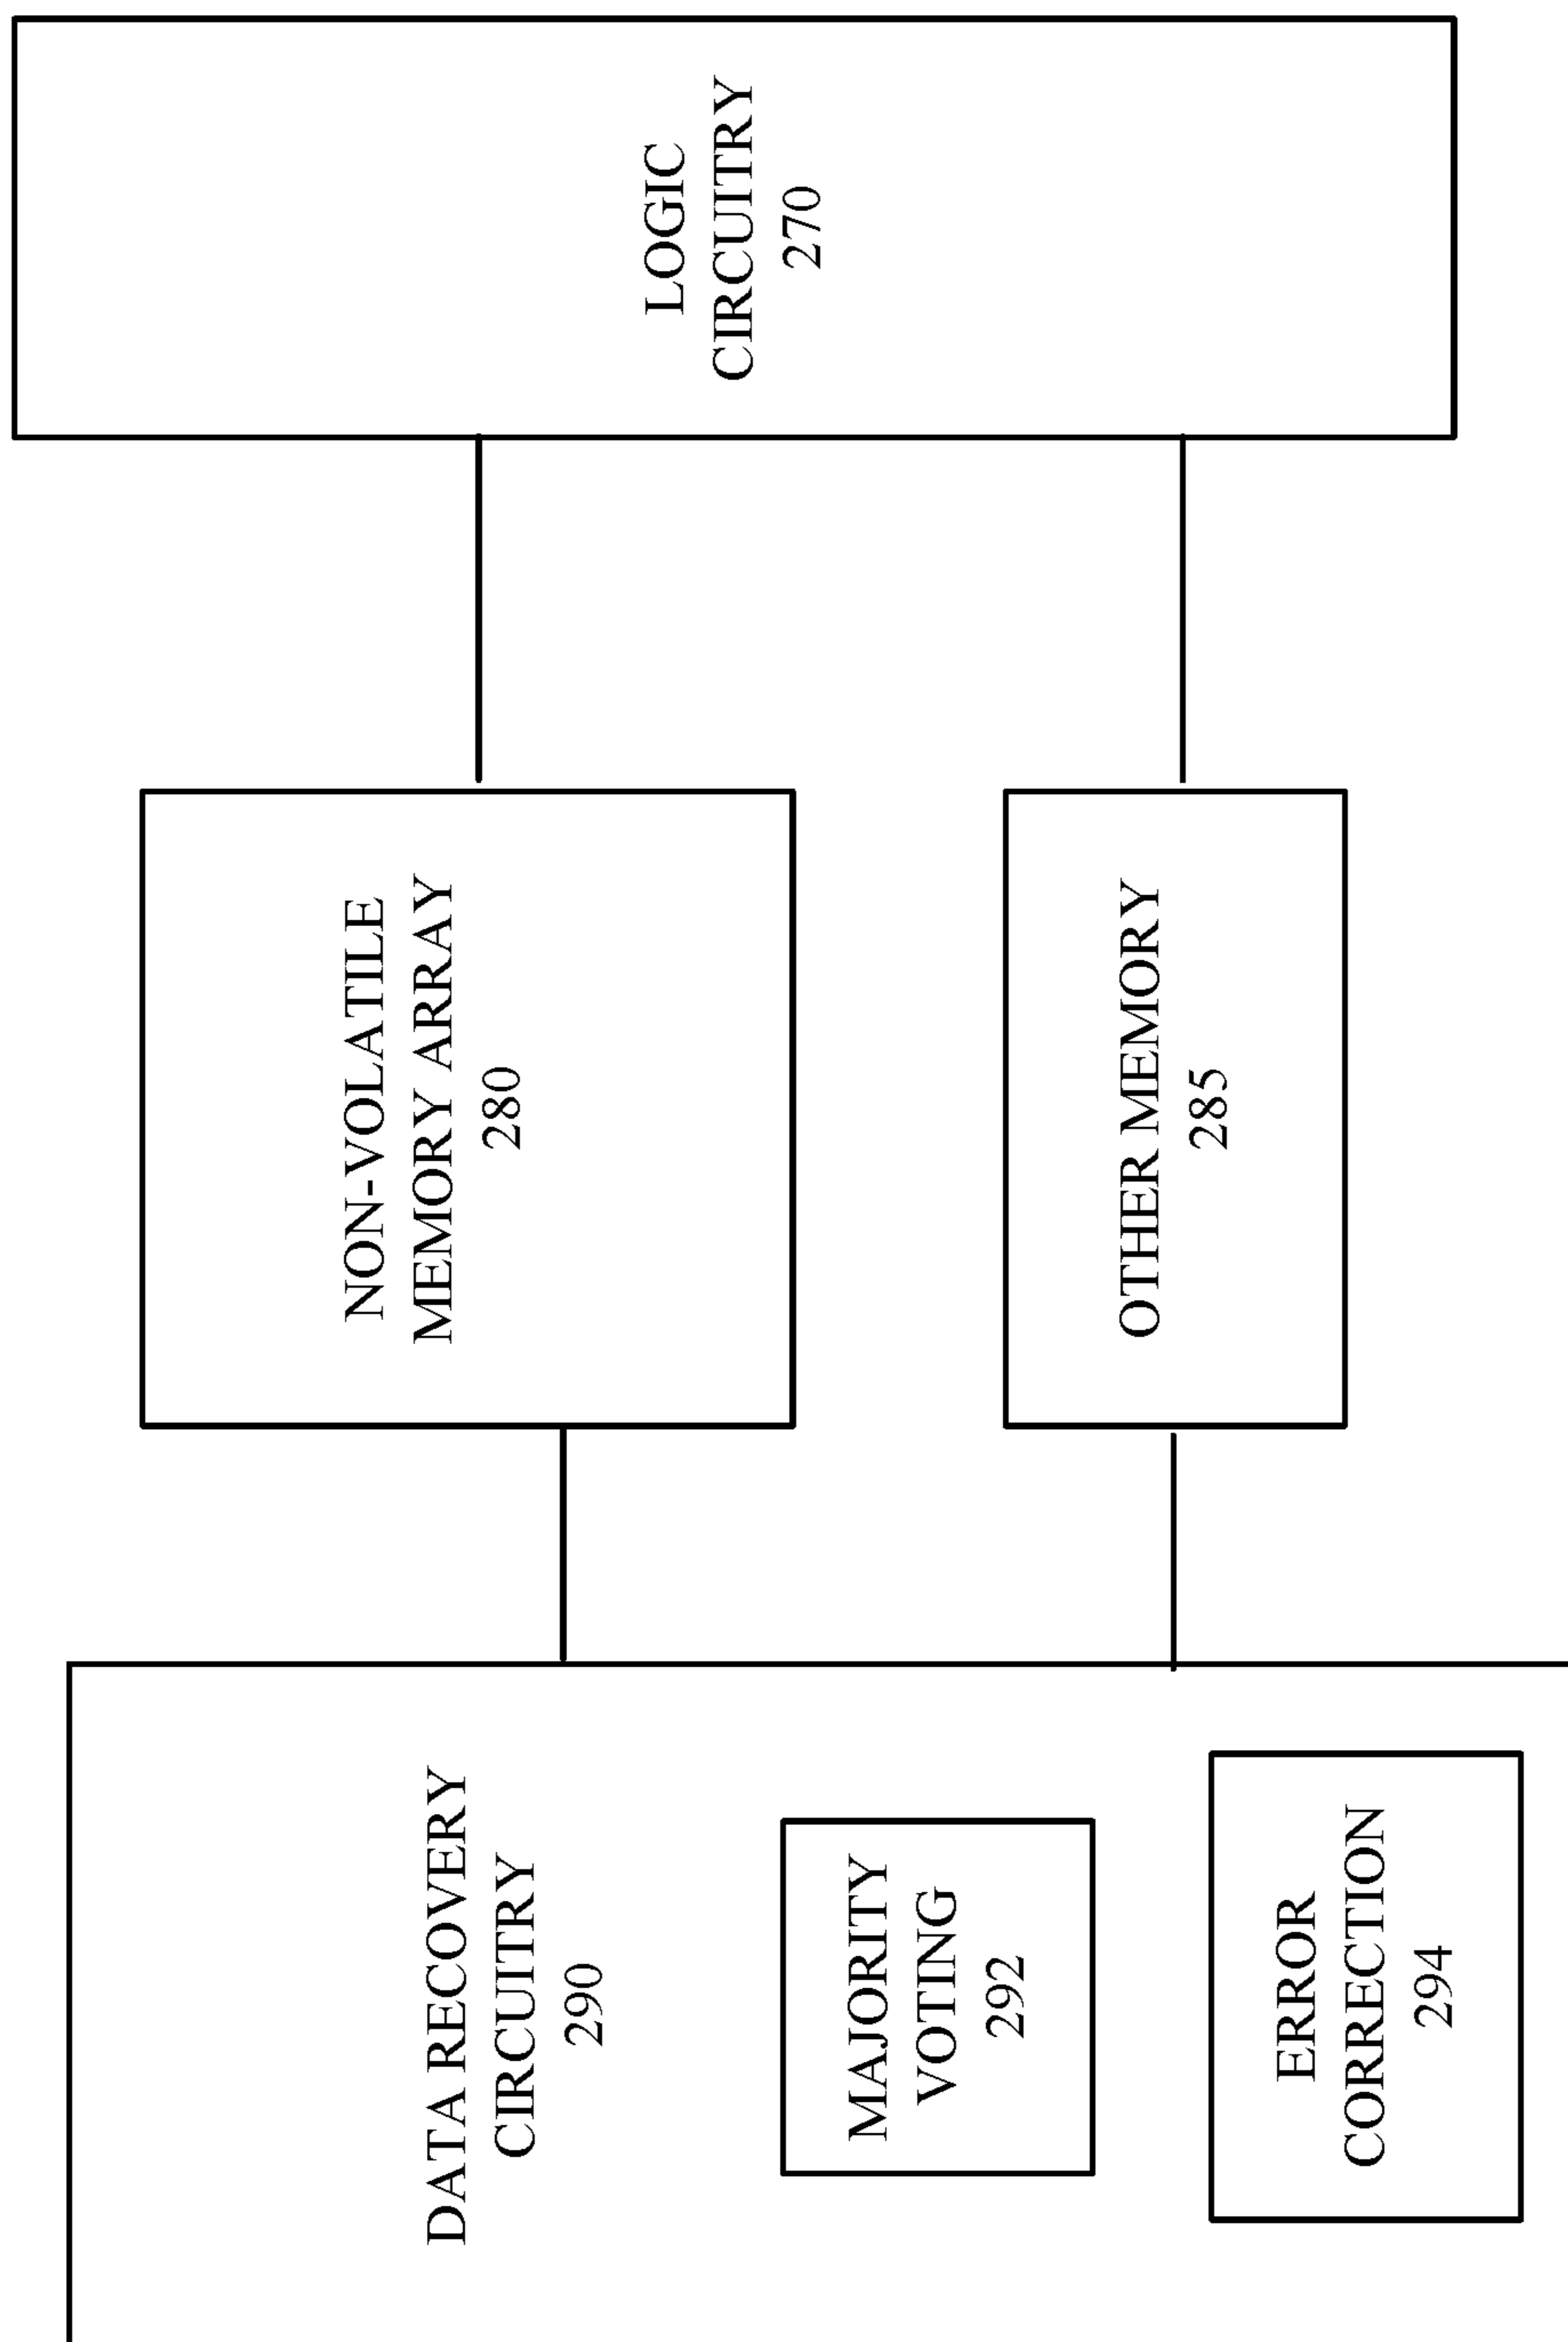 DATA RECOVERY
CIRCUITRY
290
MAJORITY
VOTING
292
ERROR
CORRECTION
294
NON-VOLATILE
MEMORY ARRAY
280
OTHER MEMORY
285
LOGIC
CIRCUITRY
270